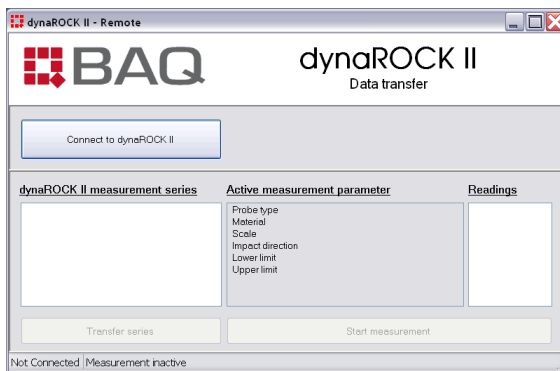 dynaROCK II - Remote
BAQ
dynaROCK II
Data transfer
Connect to dynaROCK II
dynaROCK II measurement series
Active measurement parameter
Readings
Probe type
Material
Scale
Impact direction
Lower limit
Upper limit
Transfer series
Start measurement
Not Connected
Measurement inactive